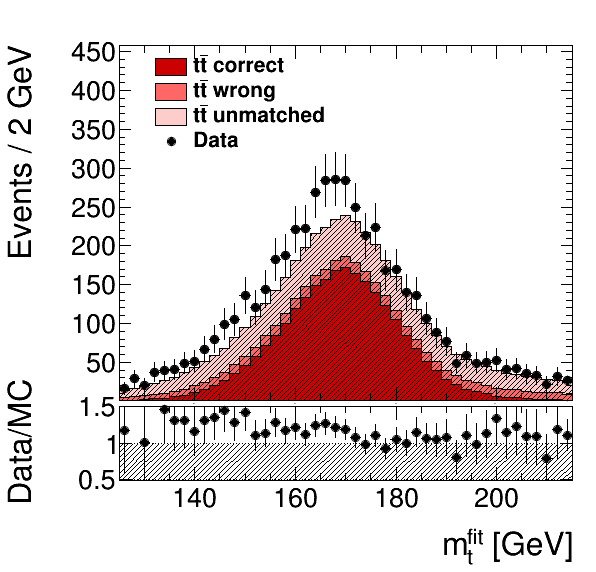 Events / 2 GeV
450
400
350
300
250
200
150
100
50
tt̄ correct
tt̄ wrong
tt̄ unmatched
Data
Data/MC
1.5
1
0.5
140 160 180 200
m_t^fit [GeV]